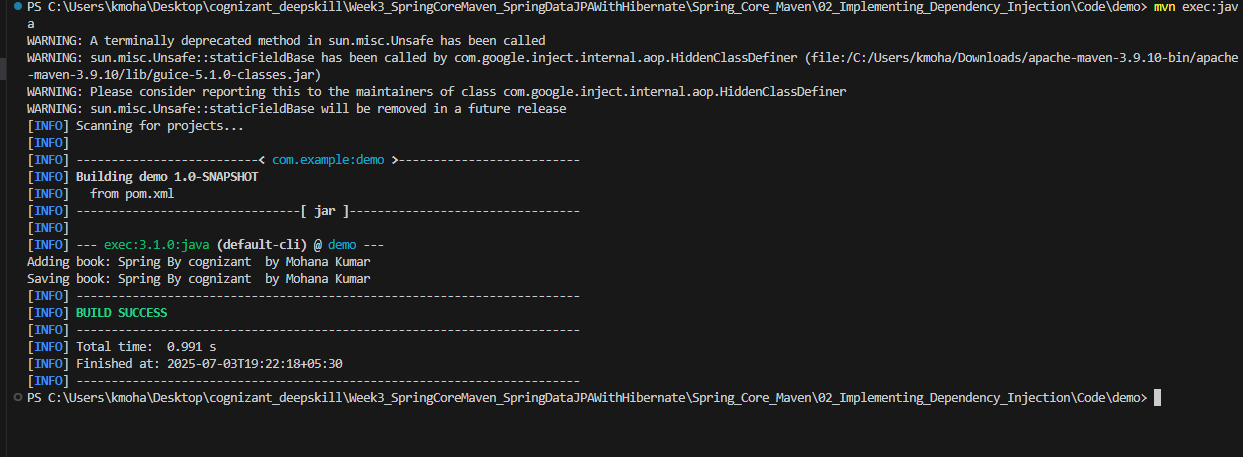 PS C:\Users\kmoha\Desktop\cognizant_deepskill\Week3_SpringCoreMaven_SpringDataJPAWithHibernate\Spring_Core_Maven\02_Implementing_Dependency_Injection\Code\demo> mvn exec:jav
a
WARNING: A terminally deprecated method in sun.misc.Unsafe has been called
WARNING: sun.misc.Unsafe::staticFieldBase has been called by com.google.inject.internal.aop.HiddenClassDefiner (file:/C:/Users/kmoha/Downloads/apache-maven-3.9.10-bin/apache
-maven-3.9.10/lib/guice-5.1.0-classes.jar)
WARNING: Please consider reporting this to the maintainers of class com.google.inject.internal.aop.HiddenClassDefiner
WARNING: sun.misc.Unsafe::staticFieldBase will be removed in a future release
[INFO] Scanning for projects...
[INFO]
[INFO] --------------------------< com.example:demo >--------------------------
[INFO] Building demo 1.0-SNAPSHOT
[INFO]   from pom.xml
[INFO] --------------------------------[ jar ]---------------------------------
[INFO]
[INFO] --- exec:3.1.0:java (default-cli) @ demo ---
Adding book: Spring By cognizant  by Mohana Kumar
Saving book: Spring By cognizant  by Mohana Kumar
[INFO] ------------------------------------------------------------------------
[INFO] BUILD SUCCESS
[INFO] ------------------------------------------------------------------------
[INFO] Total time:  0.991 s
[INFO] Finished at: 2025-07-03T19:22:18+05:30
[INFO] ------------------------------------------------------------------------
PS C:\Users\kmoha\Desktop\cognizant_deepskill\Week3_SpringCoreMaven_SpringDataJPAWithHibernate\Spring_Core_Maven\02_Implementing_Dependency_Injection\Code\demo>